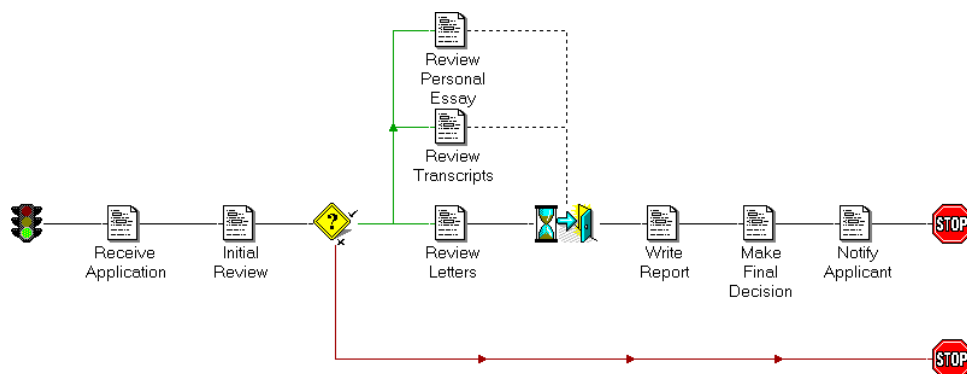 Review
Personal
Essay
Review
Transcripts
Receive
Application
Initial
Review
?
Review
Letters
Write
Report
Make
Final
Decision
Notify
Applicant
STOP
STOP